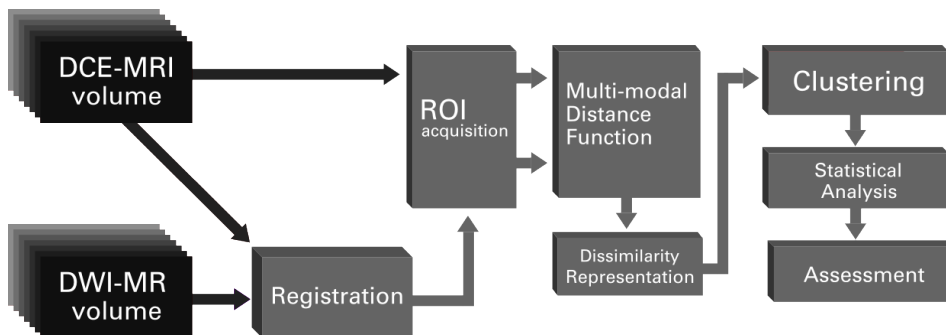 DCE-MRI
volume
DWI-MR
volume
Registration
ROI
acquisition
Multi-modal
Distance
Function
Dissimilarity
Representation
Clustering
Statistical
Analysis
Assessment